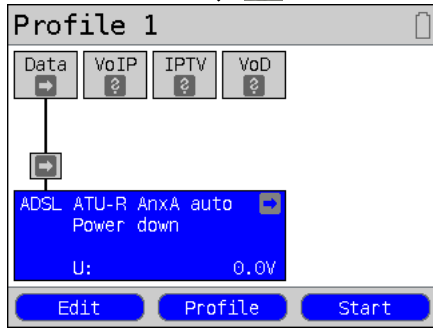 Profile 1
Data VoIP IPTV VoD
? ? ?
ADSL ATU-R AnxA auto
Power down
U: 0.0V
Edit Profile Start